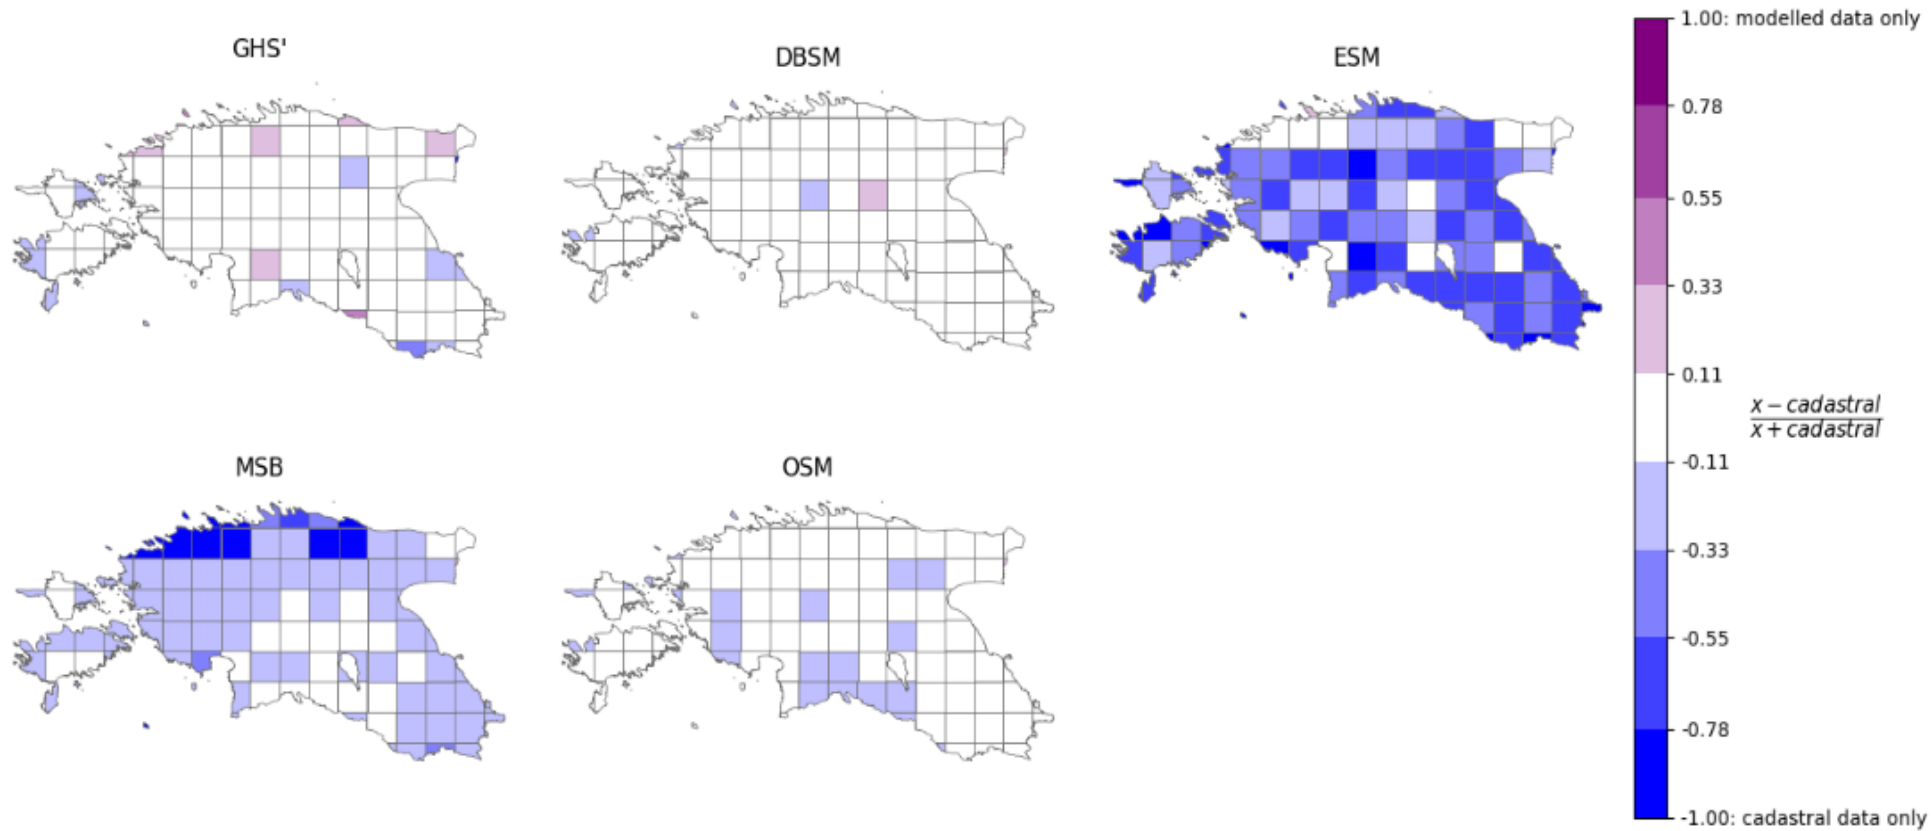 GHS'
DBSM
ESM
MSB
OSM
1.00: modelled data only
0.78
0.55
0.33
0.11
-0.11
-0.33
-0.55
-0.78
-1.00: cadastral data only
x − cadastral
x + cadastral